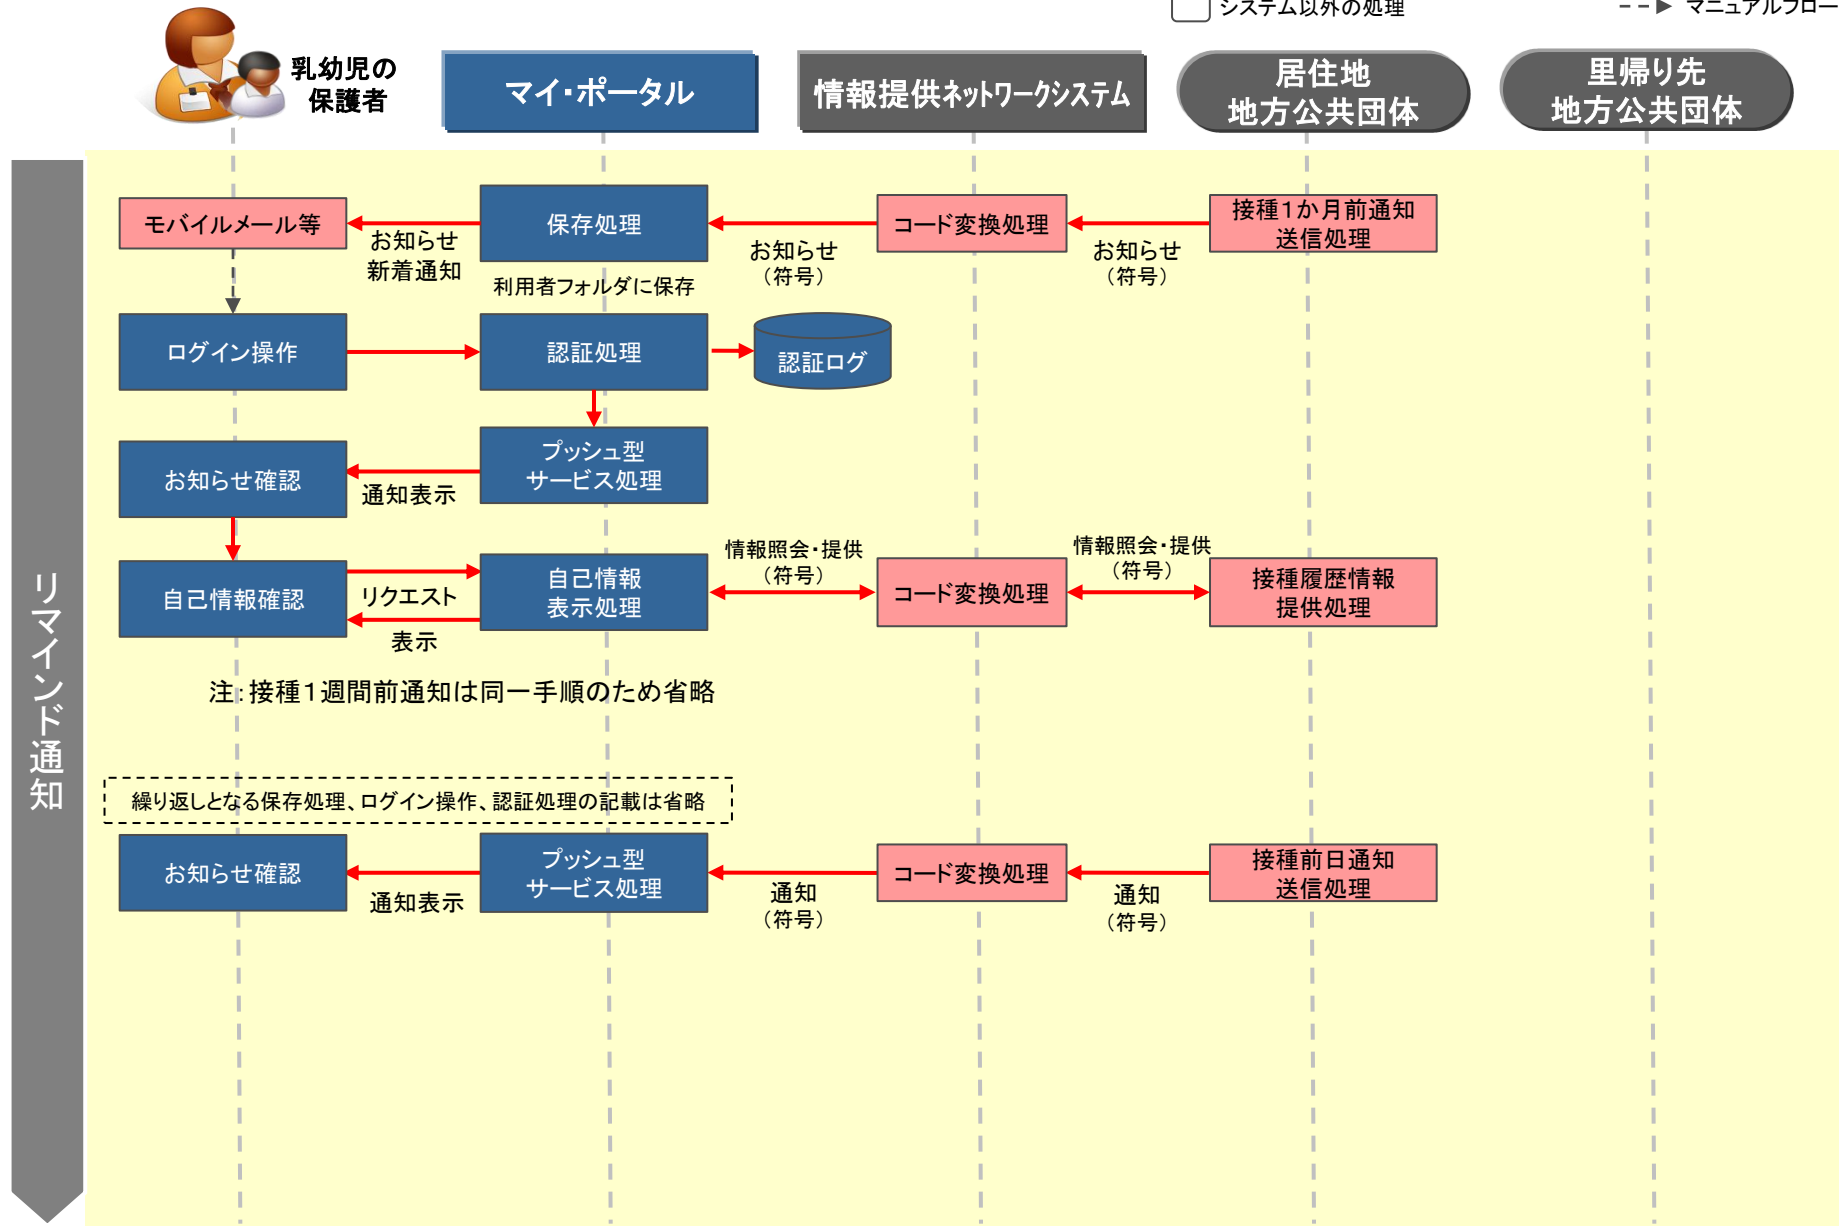 システム以外の処理
マニュアルフロー
乳幼児の
保護者
マイ・ポータル
情報提供ネットワークシステム
居住地
地方公共団体
里帰り先
地方公共団体
リマインド通知
モバイルメール等
お知らせ
新着通知
保存処理
利用者フォルダに保存
お知らせ
（符号）
コード変換処理
お知らせ
（符号）
接種１か月前通知
送信処理
ログイン操作
認証処理
認証ログ
お知らせ確認
通知表示
プッシュ型
サービス処理
自己情報確認
リクエスト
表示
自己情報
表示処理
情報照会・提供
（符号）
コード変換処理
情報照会・提供
（符号）
接種履歴情報
提供処理
注：接種１週間前通知は同一手順のため省略
繰り返しとなる保存処理、ログイン操作、認証処理の記載は省略
お知らせ確認
通知表示
プッシュ型
サービス処理
通知
（符号）
コード変換処理
通知
（符号）
接種前日通知
送信処理